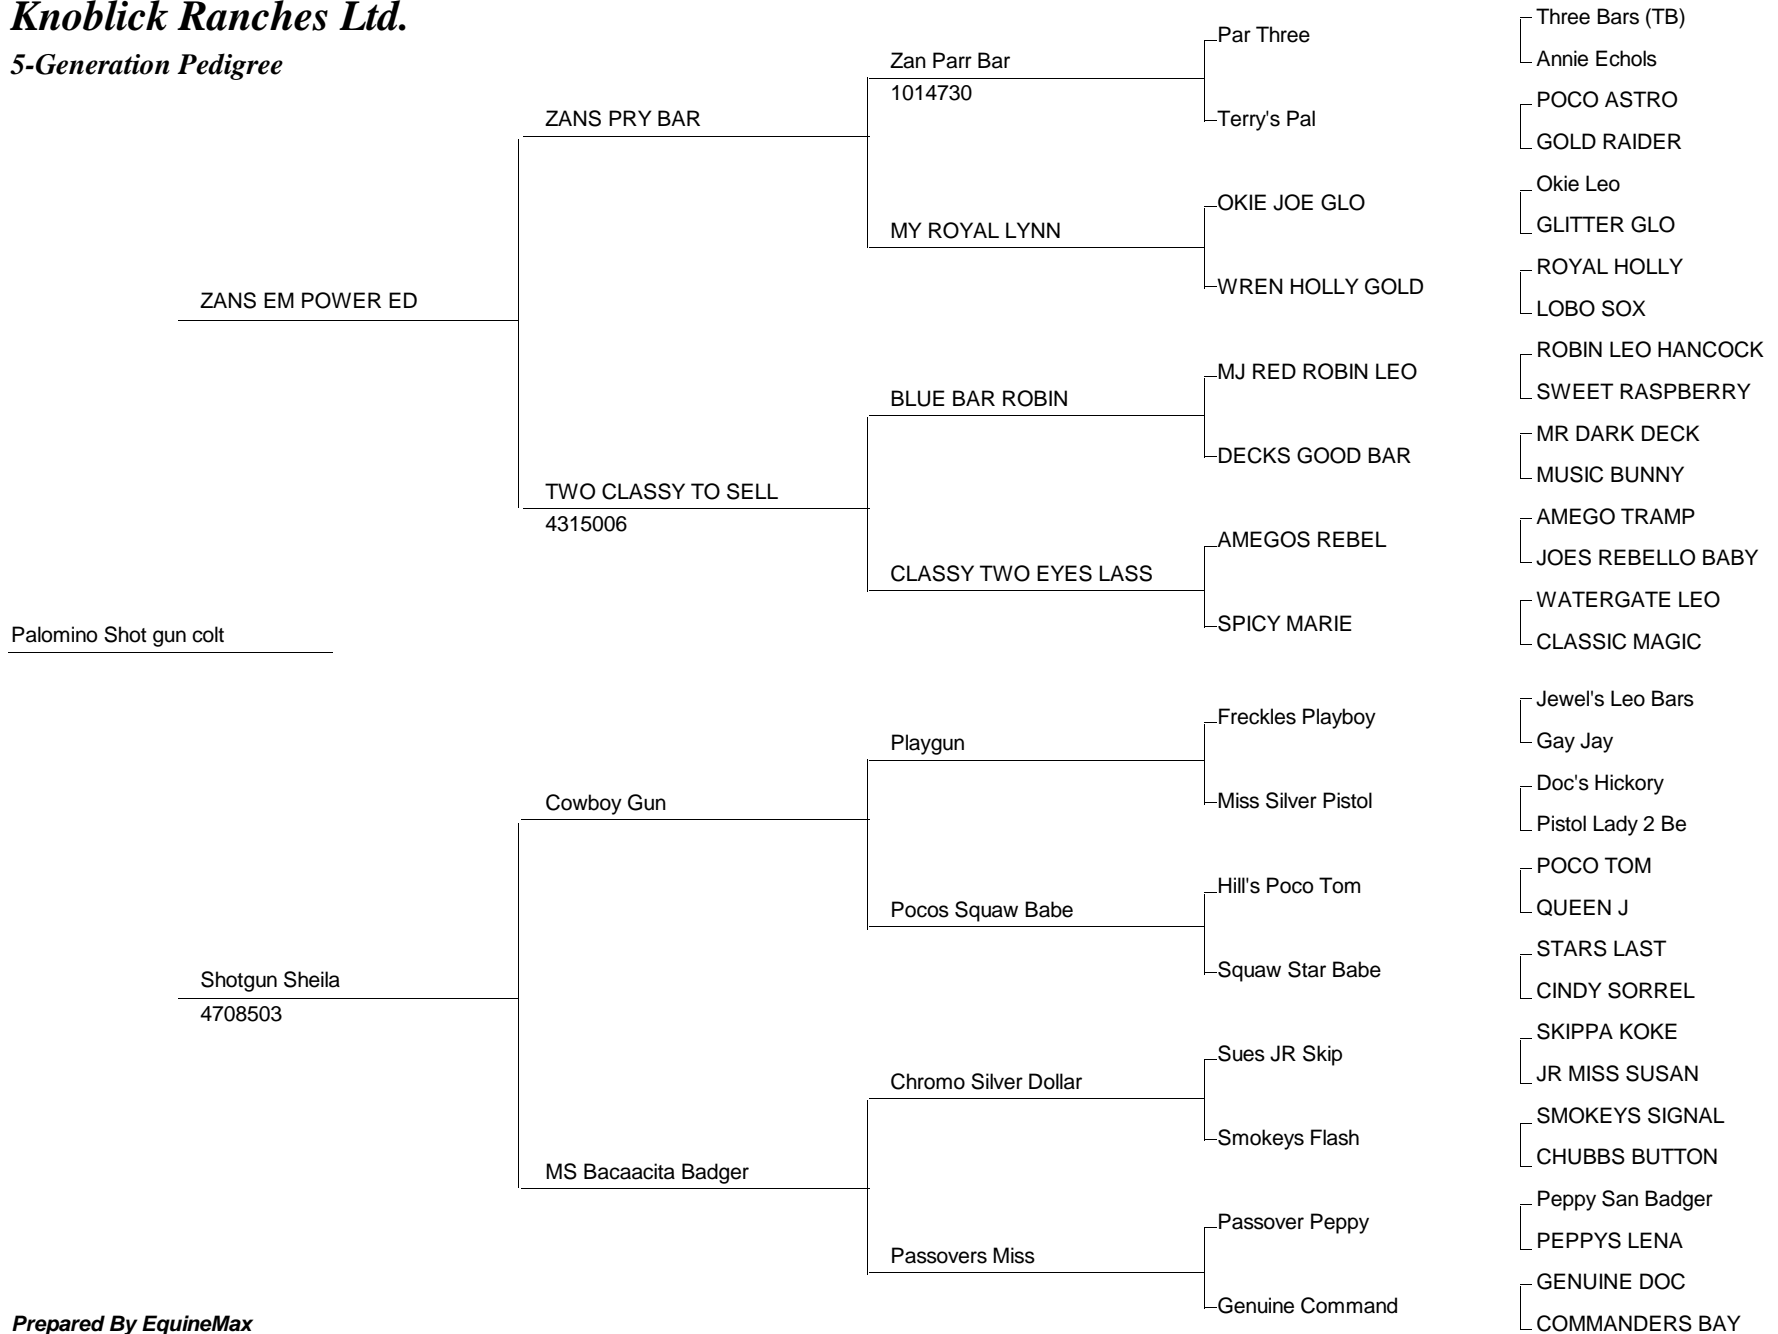 Knoblick Ranches Ltd.
5-Generation Pedigree
Palomino Shot gun colt
ZANS EM POWER ED
Shotgun Sheila
4708503
ZANS PRY BAR
TWO CLASSY TO SELL
4315006
Cowboy Gun
MS Bacaacita Badger
Zan Parr Bar
1014730
MY ROYAL LYNN
BLUE BAR ROBIN
CLASSY TWO EYES LASS
Playgun
Pocos Squaw Babe
Chromo Silver Dollar
Passovers Miss
Par Three
Terry's Pal
OKIE JOE GLO
WREN HOLLY GOLD
MJ RED ROBIN LEO
DECKS GOOD BAR
AMEGOS REBEL
SPICY MARIE
Freckles Playboy
Miss Silver Pistol
Hill's Poco Tom
Squaw Star Babe
Sues JR Skip
Smokeys Flash
Passover Peppy
Genuine Command
Three Bars (TB)
Annie Echols
POCO ASTRO
GOLD RAIDER
Okie Leo
GLITTER GLO
ROYAL HOLLY
LOBO SOX
ROBIN LEO HANCOCK
SWEET RASPBERRY
MR DARK DECK
MUSIC BUNNY
AMEGO TRAMP
JOES REBELLO BABY
WATERGATE LEO
CLASSIC MAGIC
Jewel's Leo Bars
Gay Jay
Doc's Hickory
Pistol Lady 2 Be
POCO TOM
QUEEN J
STARS LAST
CINDY SORREL
SKIPPA KOKE
JR MISS SUSAN
SMOKEYS SIGNAL
CHUBBS BUTTON
Peppy San Badger
PEPPYS LENA
GENUINE DOC
COMMANDERS BAY
Prepared By EquineMax